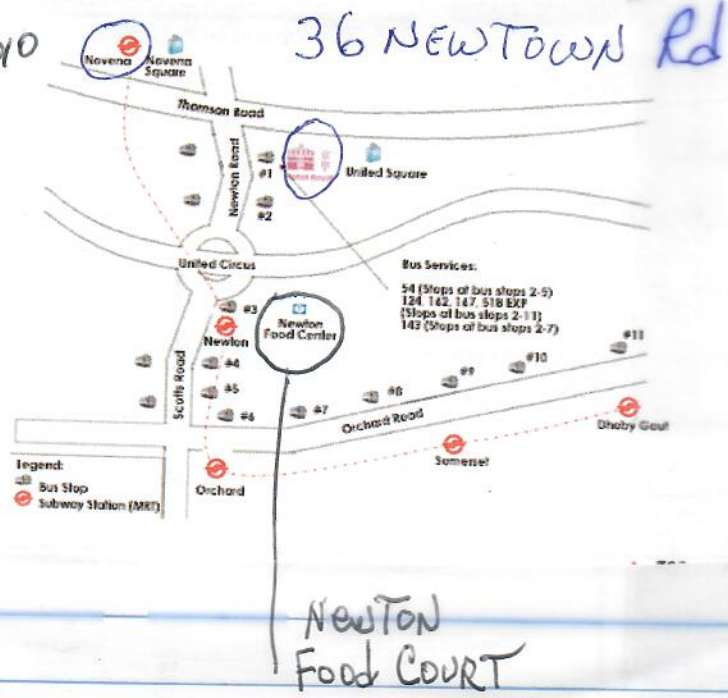 36 NEWTOWN Rd
Novena
Novena
Square
Thomson Road
Newton Road
#1
United Square
#2
United Circus
Bus Services:
54 (Stops at bus stops 2-5)
124, 162, 167, 518 EXP
(Stops at bus stops 2-11)
143 (Stops at bus stops 2-7)
#3
Newton
Newton
Food Center
#4
#5
#6
#7
#8
#9
#10
#11
Scotts Road
Orchard Road
Dhoby Gaut
Somerset
Orchard
Legend:
Bus Stop
Subway Station (MRT)
NEWTON
Food COURT